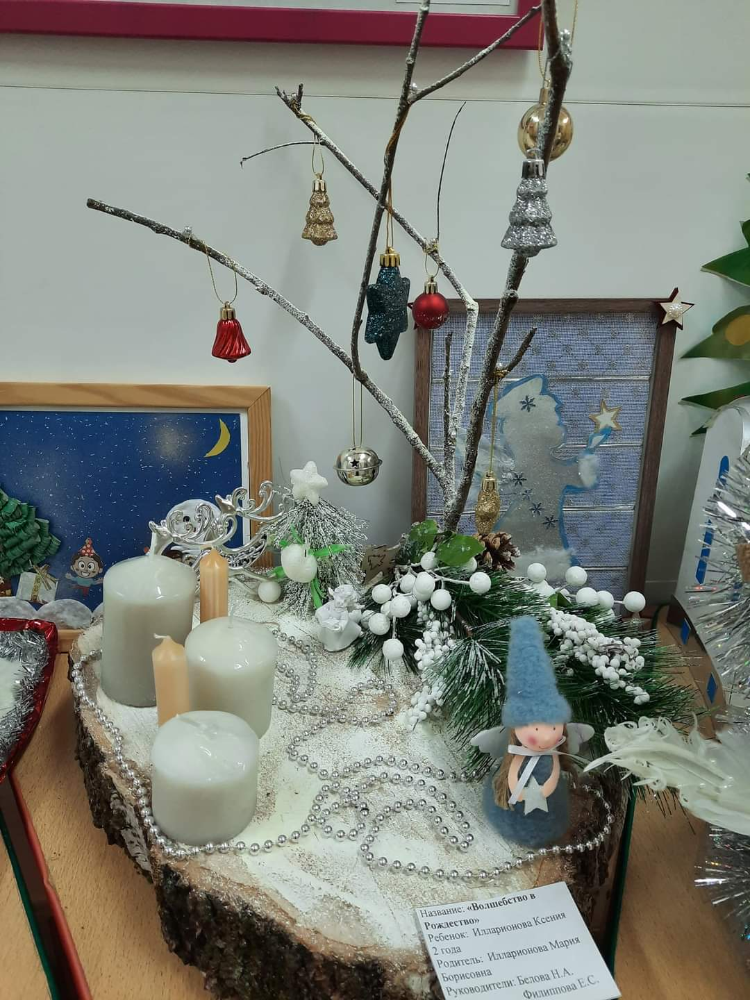 Название: «Волшебство в
Рождество»
Ребенок: Илларионова Ксения
2 года
Родитель: Илларионова Мария
Борисовна
Руководители: Белова Н.А.
Филиппова Е.С.